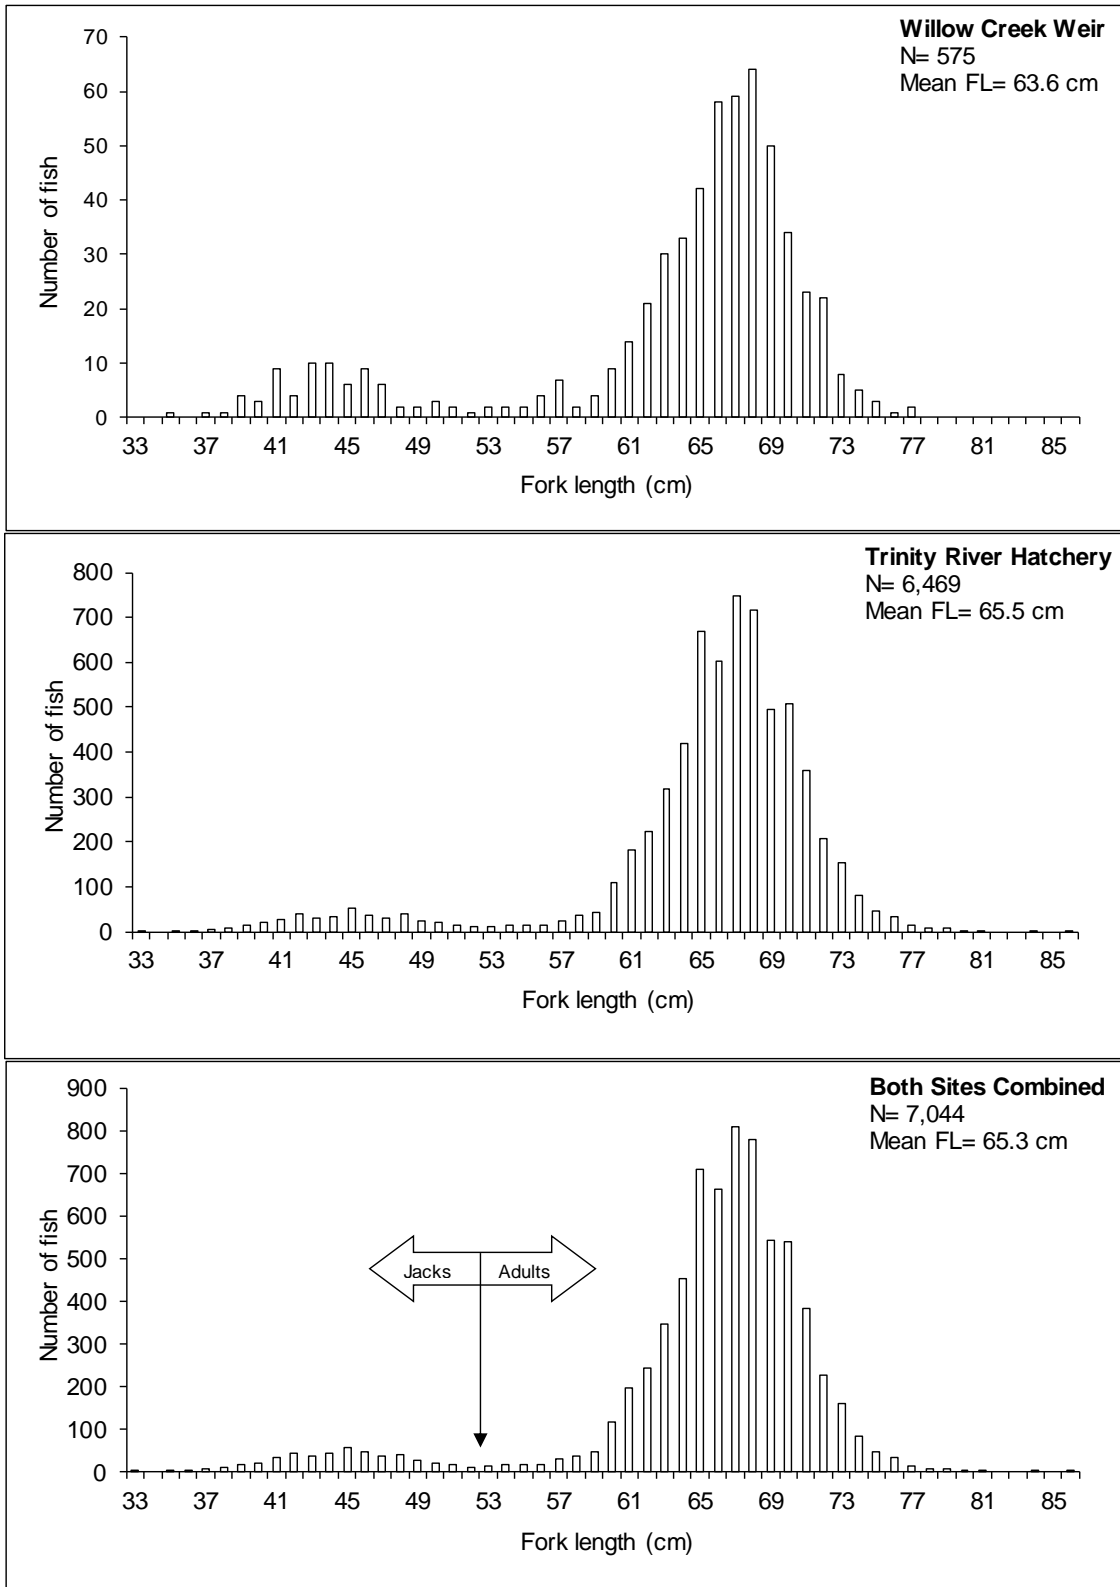 Willow Creek Weir
N= 575
Mean FL= 63.6 cm
70
60
50
40
30
20
10
0
Number of fish
33 37 41 45 49 53 57 61 65 69 73 77 81 85
Fork length (cm)
Trinity River Hatchery
N= 6,469
Mean FL= 65.5 cm
800
700
600
500
400
300
200
100
0
Number of fish
33 37 41 45 49 53 57 61 65 69 73 77 81 85
Fork length (cm)
Both Sites Combined
N= 7,044
Mean FL= 65.3 cm
900
800
700
600
500
400
300
200
100
0
Number of fish
Jacks Adults
33 37 41 45 49 53 57 61 65 69 73 77 81 85
Fork length (cm)